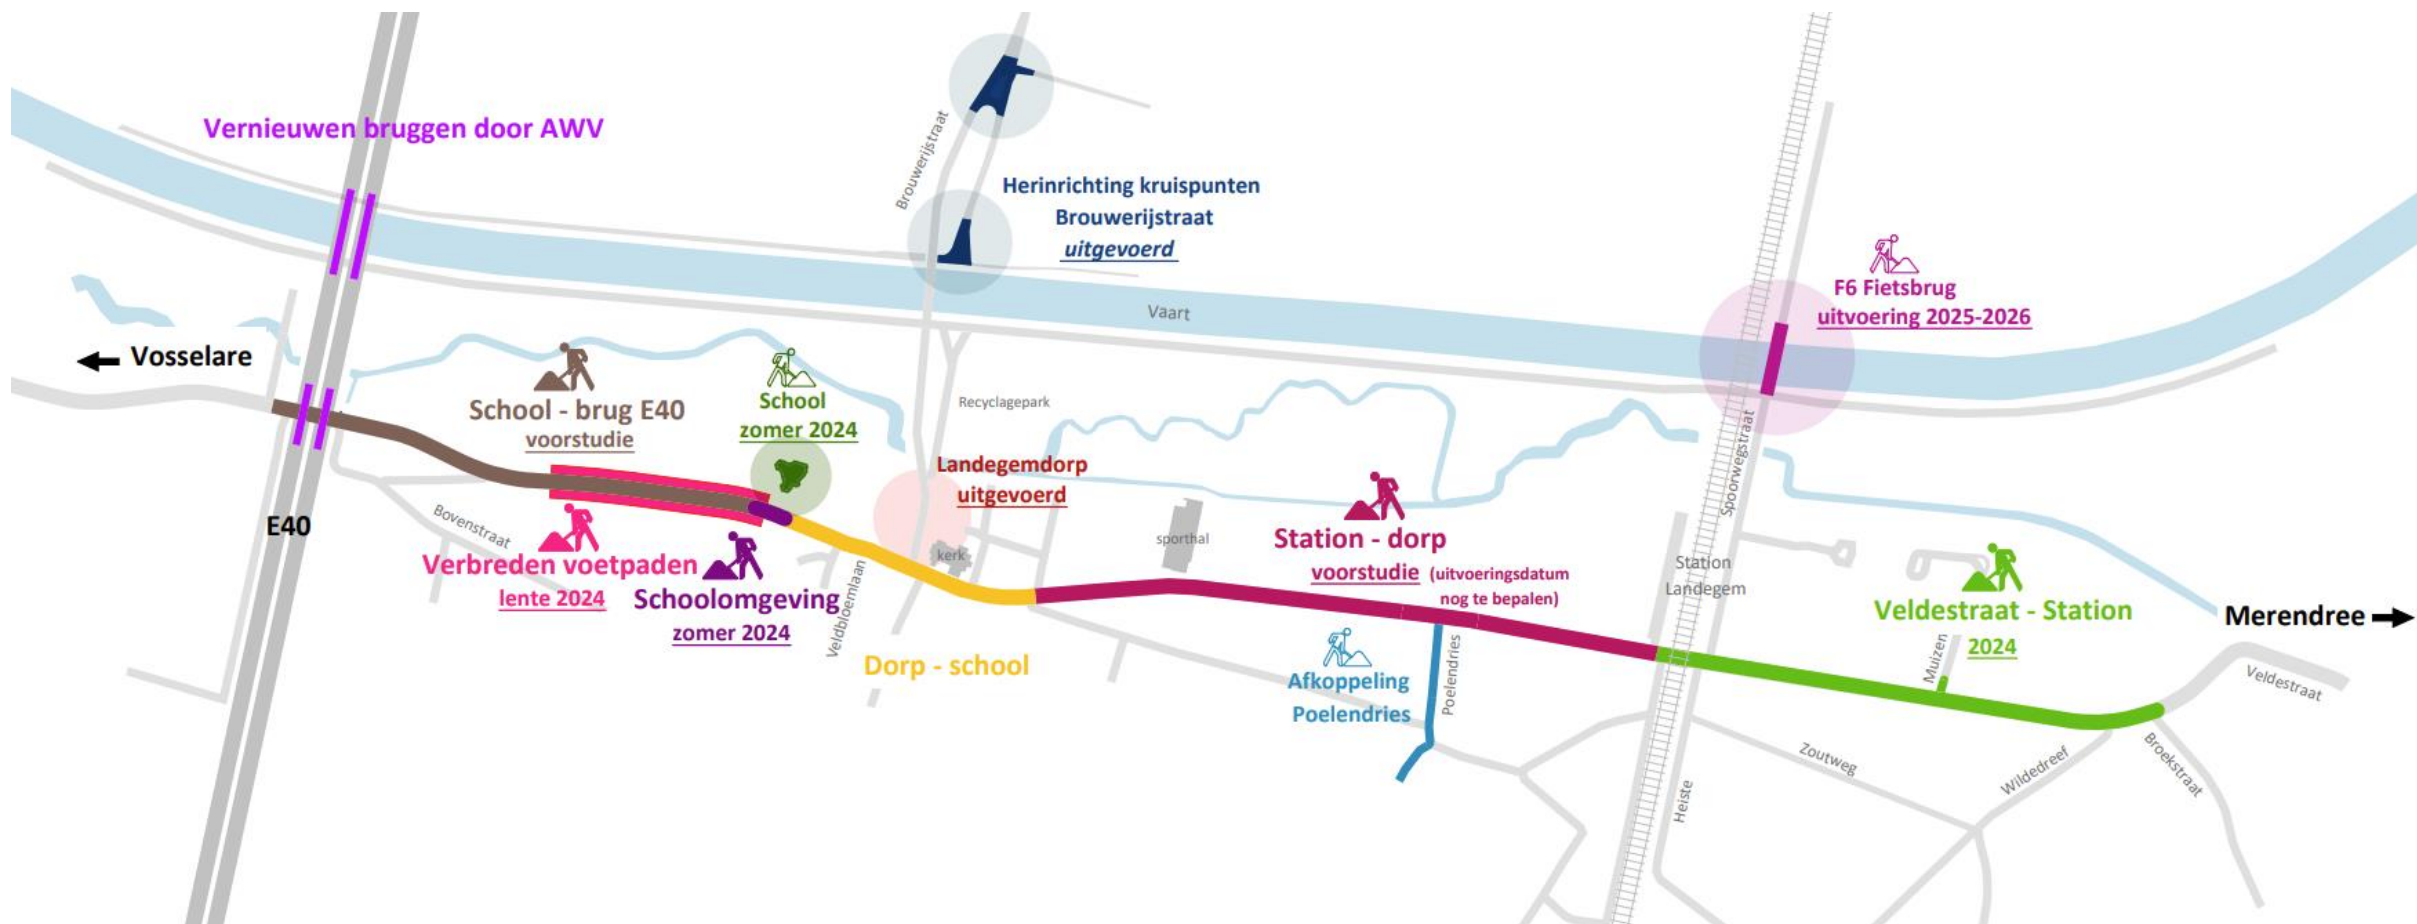 Vernieuwen bruggen door AWV
Brouwerijstraat
Herinrichting kruispunten
Brouwerijstraat
uitgevoerd
Vaart
F6 Fietsbrug
uitvoering 2025-2026
Vosselare
School - brug E40
voorstudie
School
zomer 2024
Recyclagepark
Landegemdorp
uitgevoerd
Spoorwegstraat
E40
Bovenstraat
Verbreden voetpaden
lente 2024
Schoolomgeving
zomer 2024
Veldbloemlaan
kerk
Dorp - school
sporthal
Station - dorp
voorstudie (uitvoeringsdatum
nog te bepalen)
Afkoppeling
Poelendries
Poelendries
Station
Landegem
Veldestraat - Station
2024
Muizen
Merendree
Veldestraat
Zoutweg
Wildedreef
Broekstraat
Heiste